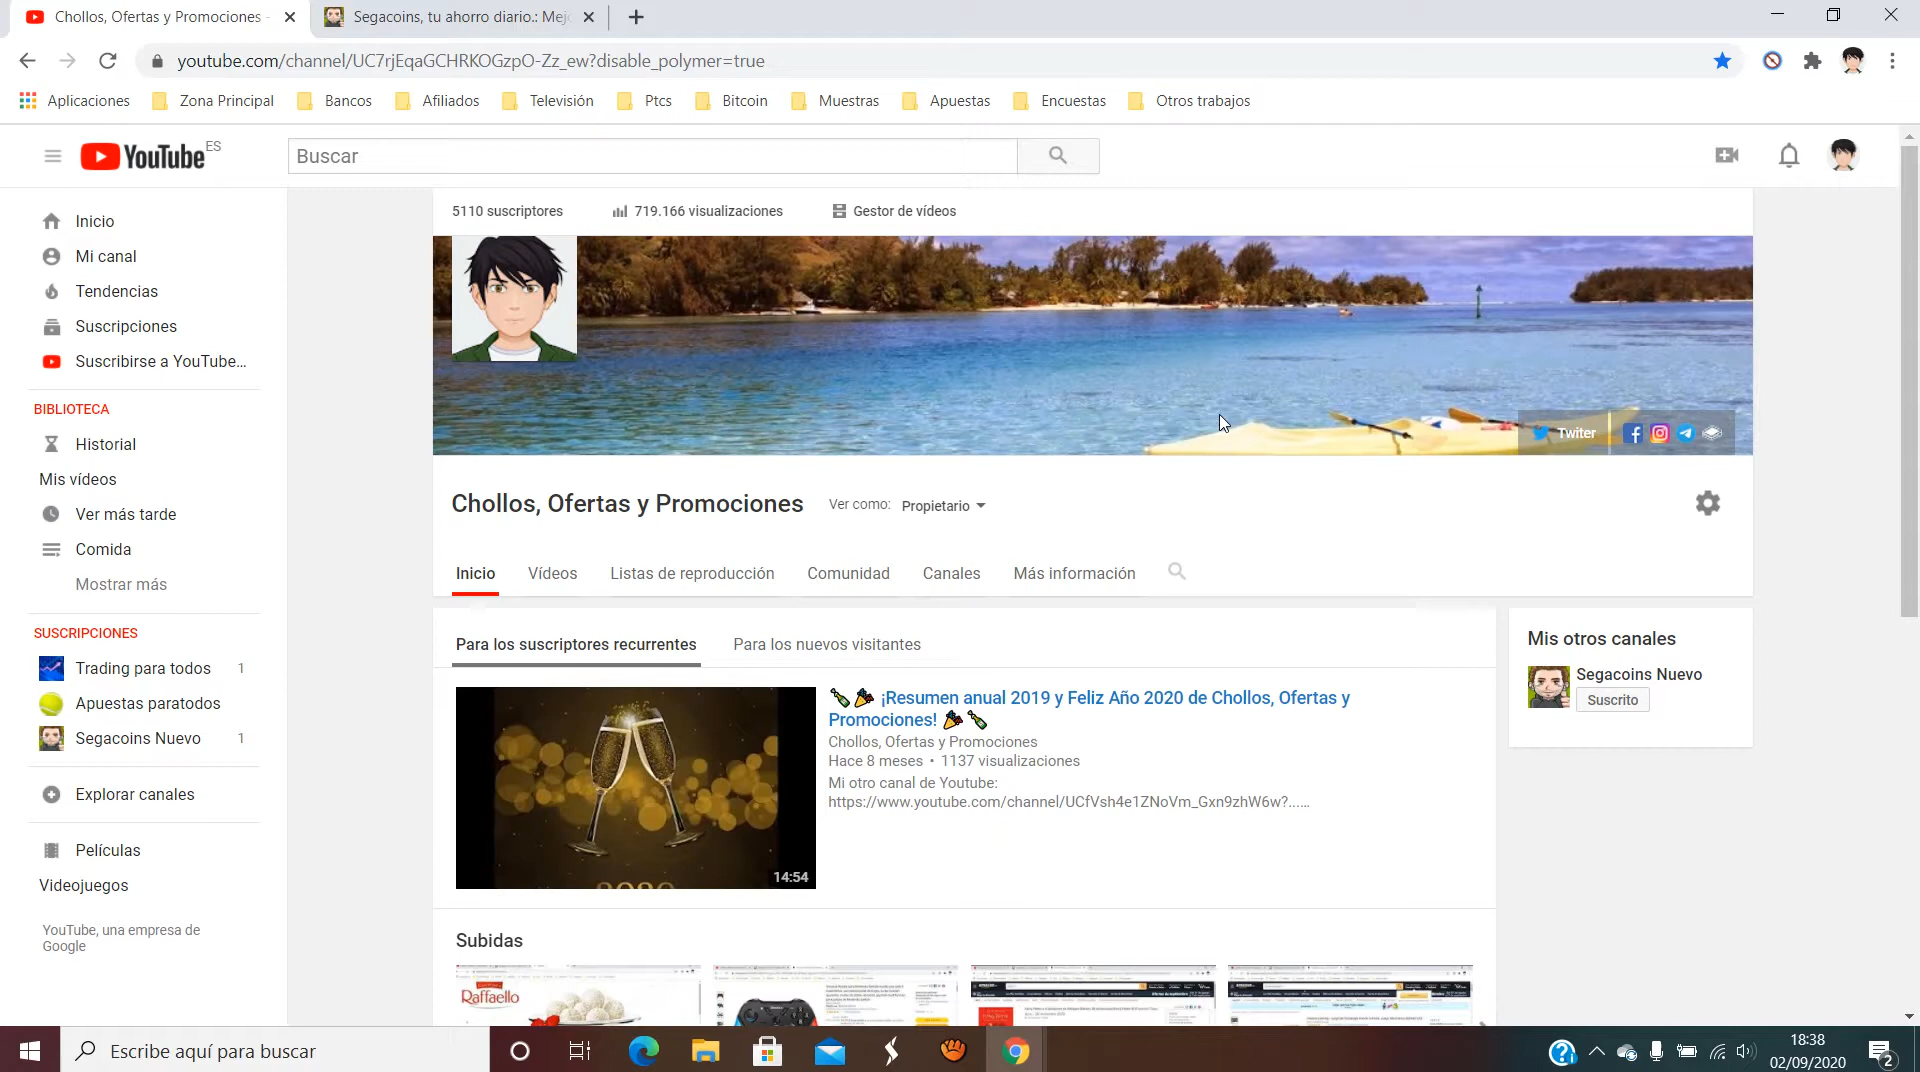 Chollos, Ofertas y Promociones -
Segacoins, tu ahorro diario.: Mejo
youtube.com/channel/UC7rjEqaGCHRKOGzpO-Zz_ew?disable_polymer=true
Aplicaciones Zona Principal Bancos Afiliados Televisión Ptcs Bitcoin Muestras Apuestas Encuestas Otros trabajos
YouTube ES
Buscar
Inicio
Mi canal
Tendencias
Suscripciones
Suscribirse a YouTube...
BIBLIOTECA
Historial
Mis vídeos
Ver más tarde
Comida
Mostrar más
SUSCRIPCIONES
Trading para todos 1
Apuestas paratodos
Segacoins Nuevo 1
Explorar canales
Películas
Videojuegos
YouTube, una empresa de
Google
5110 suscriptores 719.166 visualizaciones Gestor de vídeos
Twiter
Chollos, Ofertas y Promociones Ver como: Propietario
Inicio Vídeos Listas de reproducción Comunidad Canales Más información
Para los suscriptores recurrentes Para los nuevos visitantes
14:54
¡Resumen anual 2019 y Feliz Año 2020 de Chollos, Ofertas y
Promociones!
Chollos, Ofertas y Promociones
Hace 8 meses • 1137 visualizaciones
Mi otro canal de Youtube:
https://www.youtube.com/channel/UCfVsh4e1ZNoVm_Gxn9zhW6w?......
Mis otros canales
Segacoins Nuevo
Suscrito
Subidas
Raffaello
Escribe aquí para buscar
18:38
02/09/2020
2